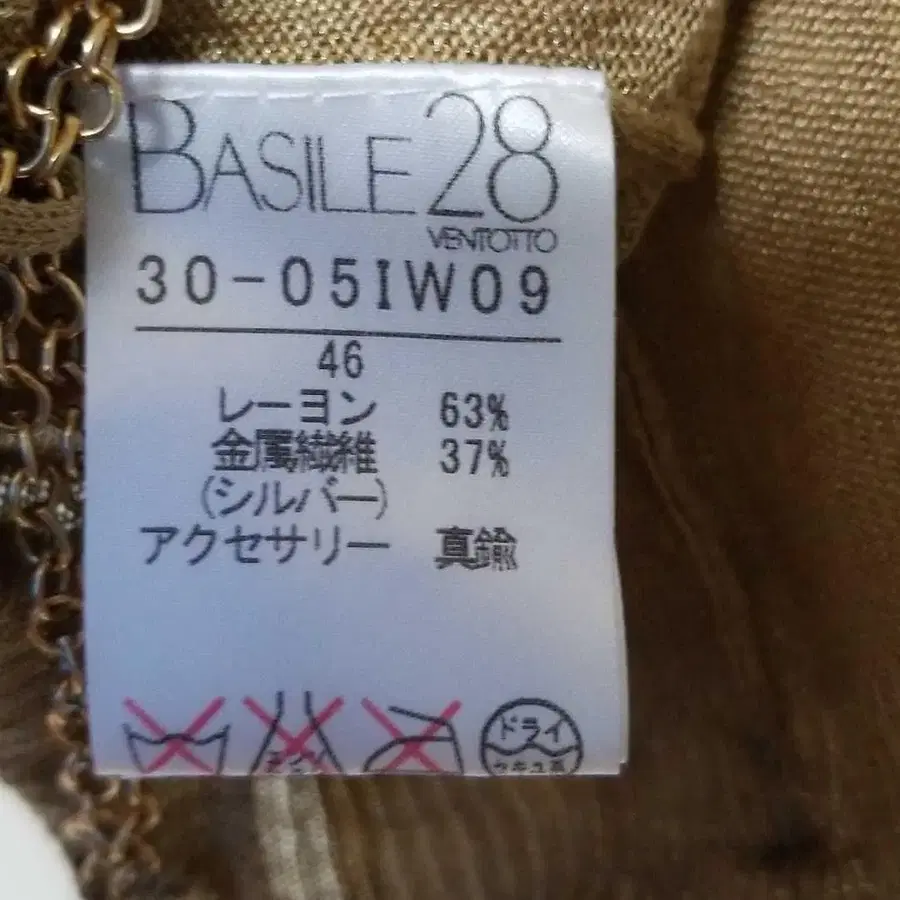 BASILE28
VENTOTTO
30-05IW09
46
レーヨン 63%
金属繊維 37%
(シルバー)
アクセサリー 真鍮
ドライ